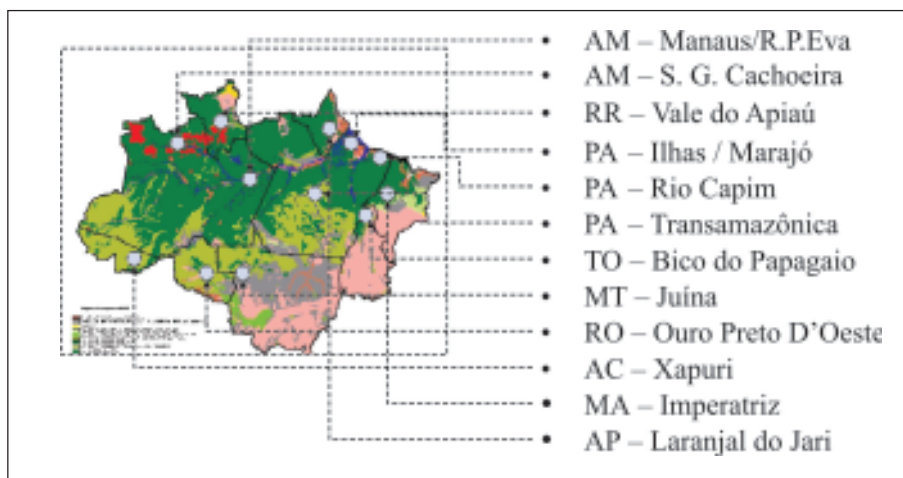 • AM – Manaus/R.P.Eva
• AM – S. G. Cachoeira
• RR – Vale do Apiaú
• PA – Ilhas / Marajó
• PA – Rio Capim
• PA – Transamazônica
• TO – Bico do Papagaio
• MT – Juína
• RO – Ouro Preto D’Oeste
• AC – Xapuri
• MA – Imperatriz
• AP – Laranjal do Jari